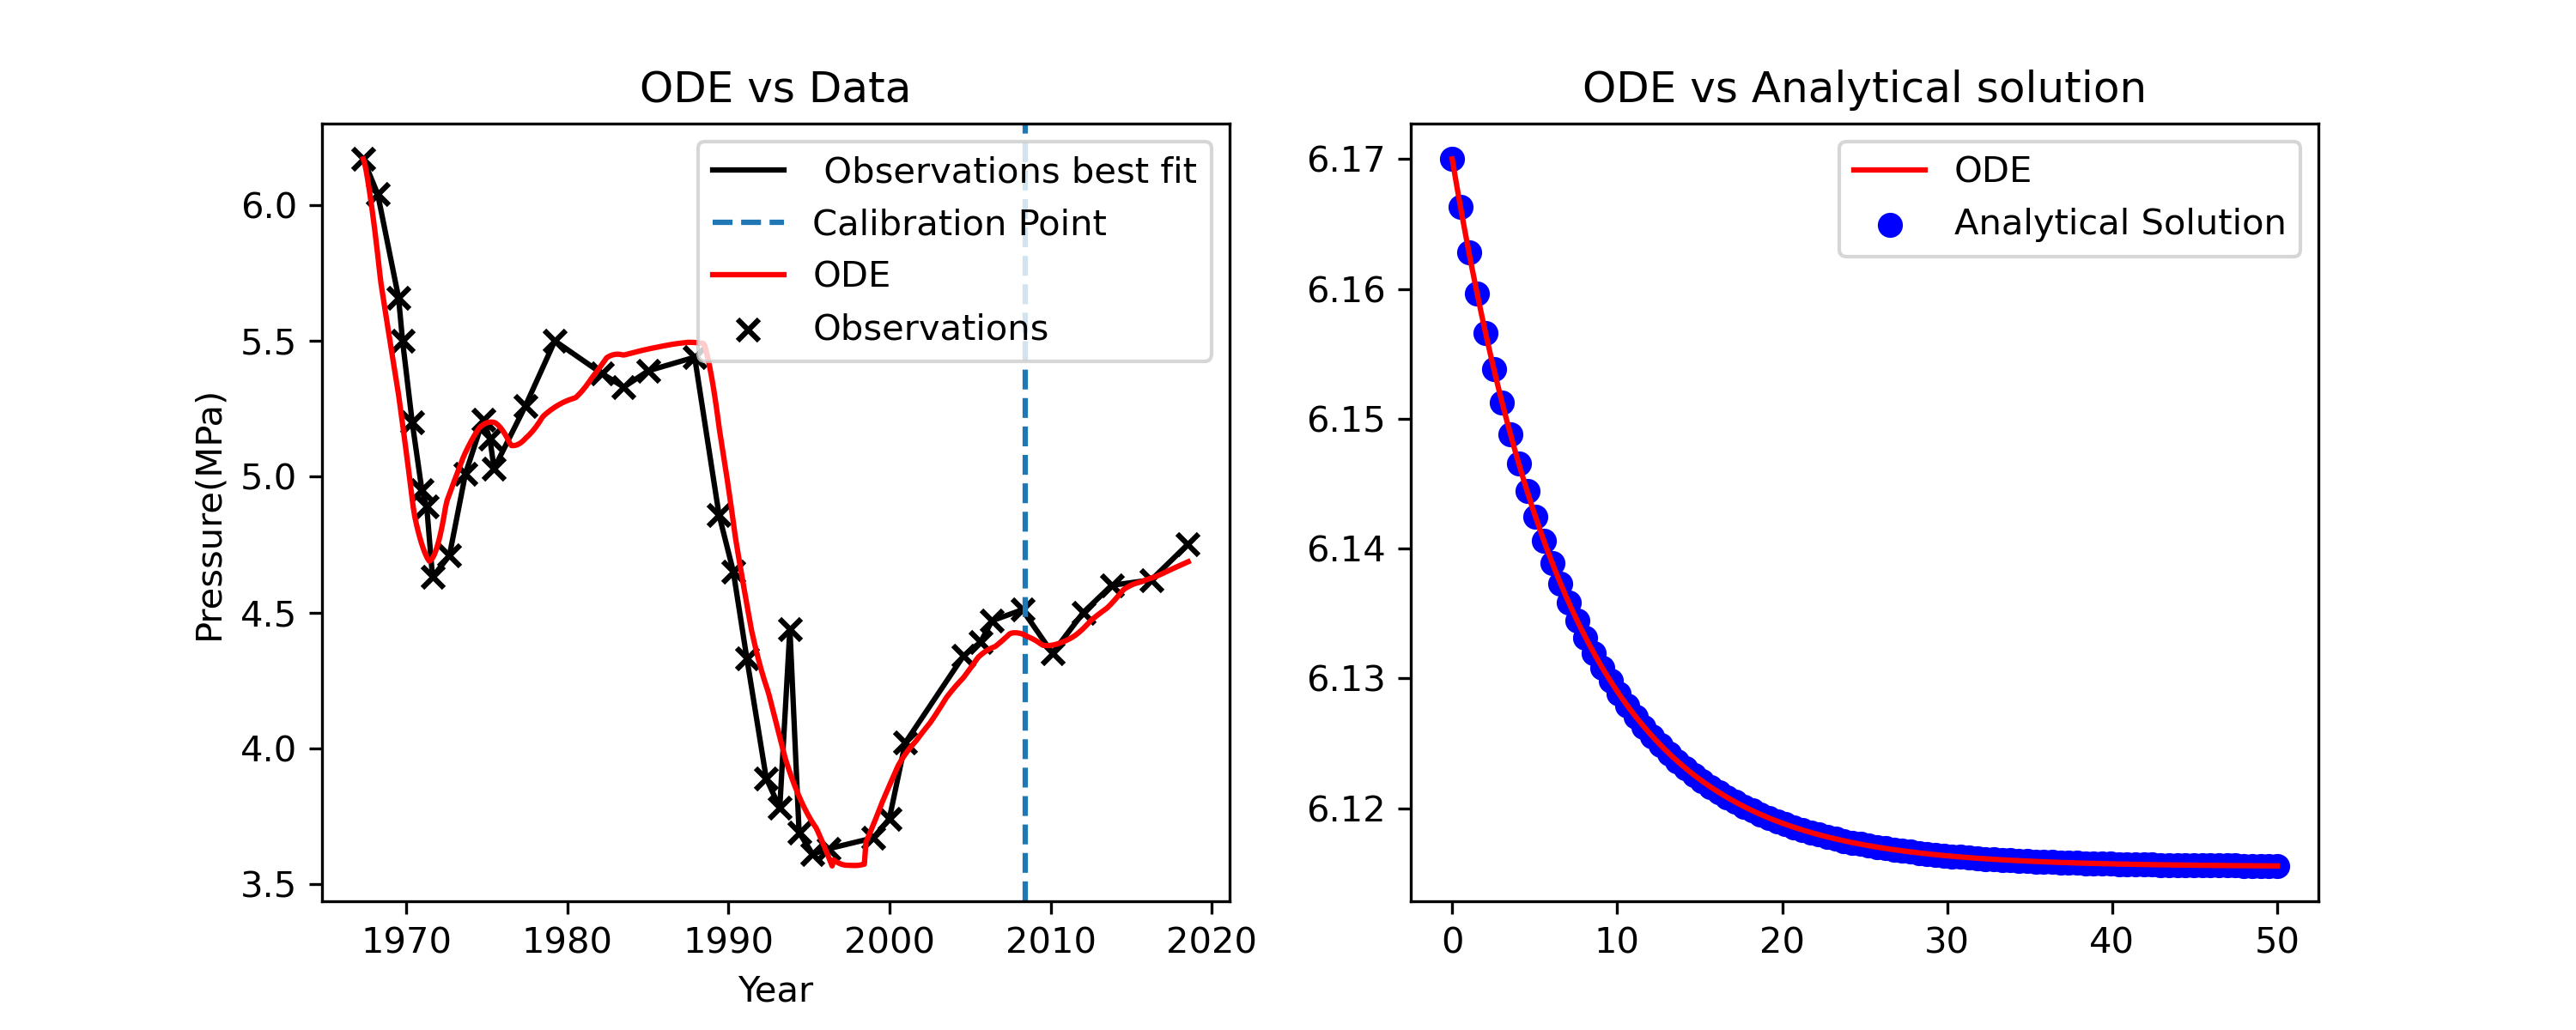 ODE vs Data
Pressure(MPa)
6.0
5.5
5.0
4.5
4.0
3.5
1970 1980 1990 2000 2010 2020
Year
Observations best fit
Calibration Point
ODE
Observations
ODE vs Analytical solution
6.17
6.16
6.15
6.14
6.13
6.12
0 10 20 30 40 50
ODE
Analytical Solution